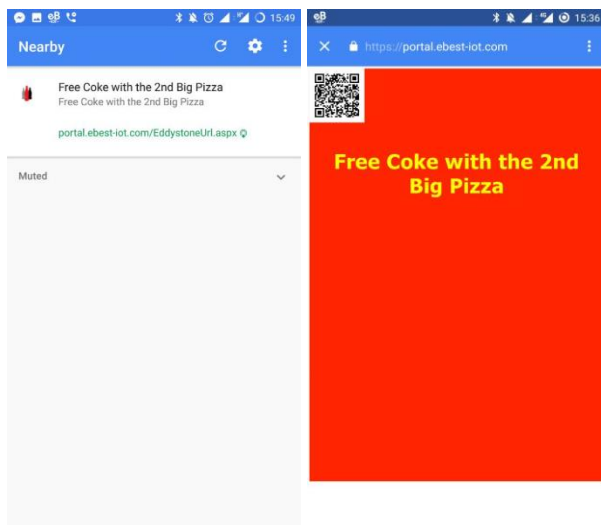 15:49
Nearby
Free Coke with the 2nd Big Pizza
Free Coke with the 2nd Big Pizza
portal.ebest-iot.com/EddystoneUrl.aspx
Muted
eB 15:36
https://portal.ebest-iot.com
Free Coke with the 2nd
Big Pizza